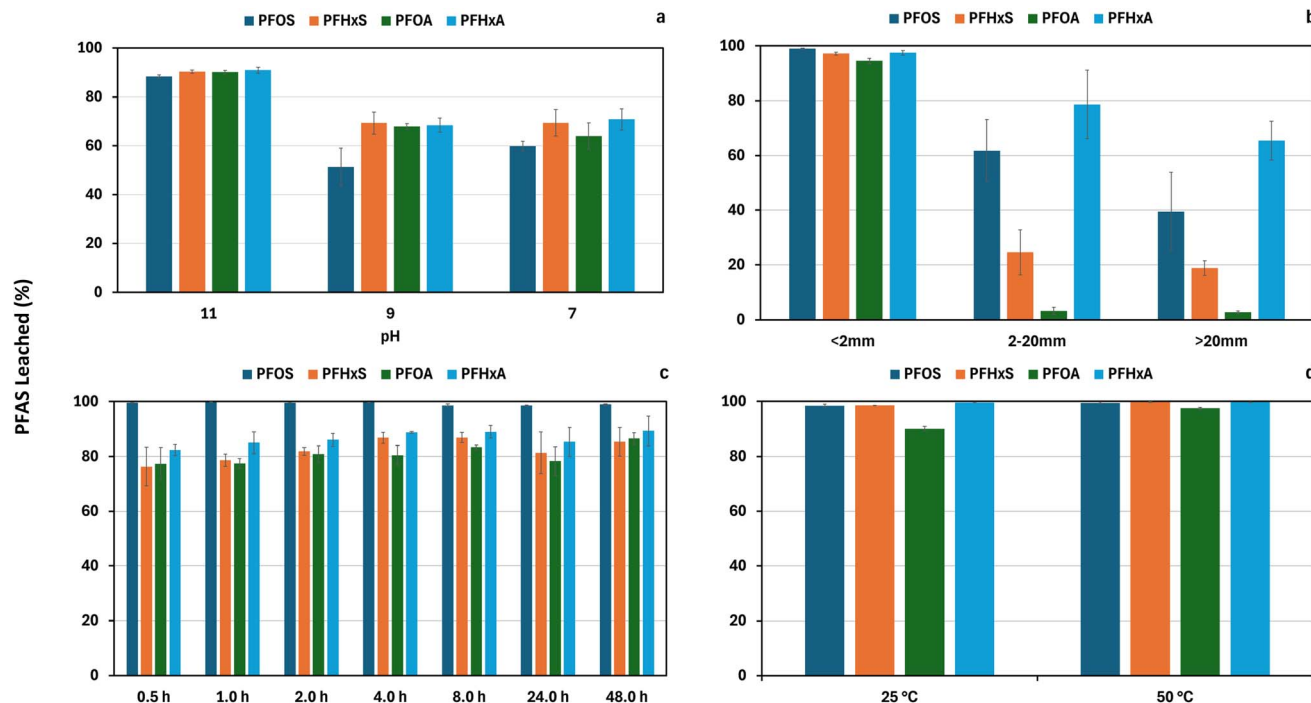 PFAS Leached (%)
PFOS PFHxS PFOA PFHxA a
100
80
60
40
20
0
11 9 7
pH
PFOS PFHxS PFOA PFHxA b
100
80
60
40
20
0
<2mm 2-20mm >20mm
PFOS PFHxS PFOA PFHxA c
100
80
60
40
20
0
0.5 h 1.0 h 2.0 h 4.0 h 8.0 h 24.0 h 48.0 h
PFOS PFHxS PFOA PFHxA d
100
80
60
40
20
0
25 °C 50 °C